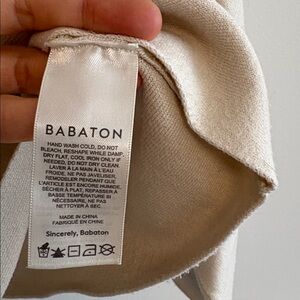 BABATON
HAND WASH COLD, DO NOT
BLEACH, RESHAPE WHILE DAMP,
DRY FLAT, COOL IRON ONLY IF
NEEDED, DO NOT DRY CLEAN.
LAVER À LA MAIN À L'EAU
FROIDE, NE PAS JAVELISER,
REMODELER PENDANT QUE
L'ARTICLE EST ENCORE HUMIDE,
SÉCHER À PLAT, REPASSER À
BASSE TEMPÉRATURE SI
NÉCESSAIRE, NE PAS
NETTOYER À SEC.
MADE IN CHINA
FABRIQUÉ EN CHINE
Sincerely, Babaton